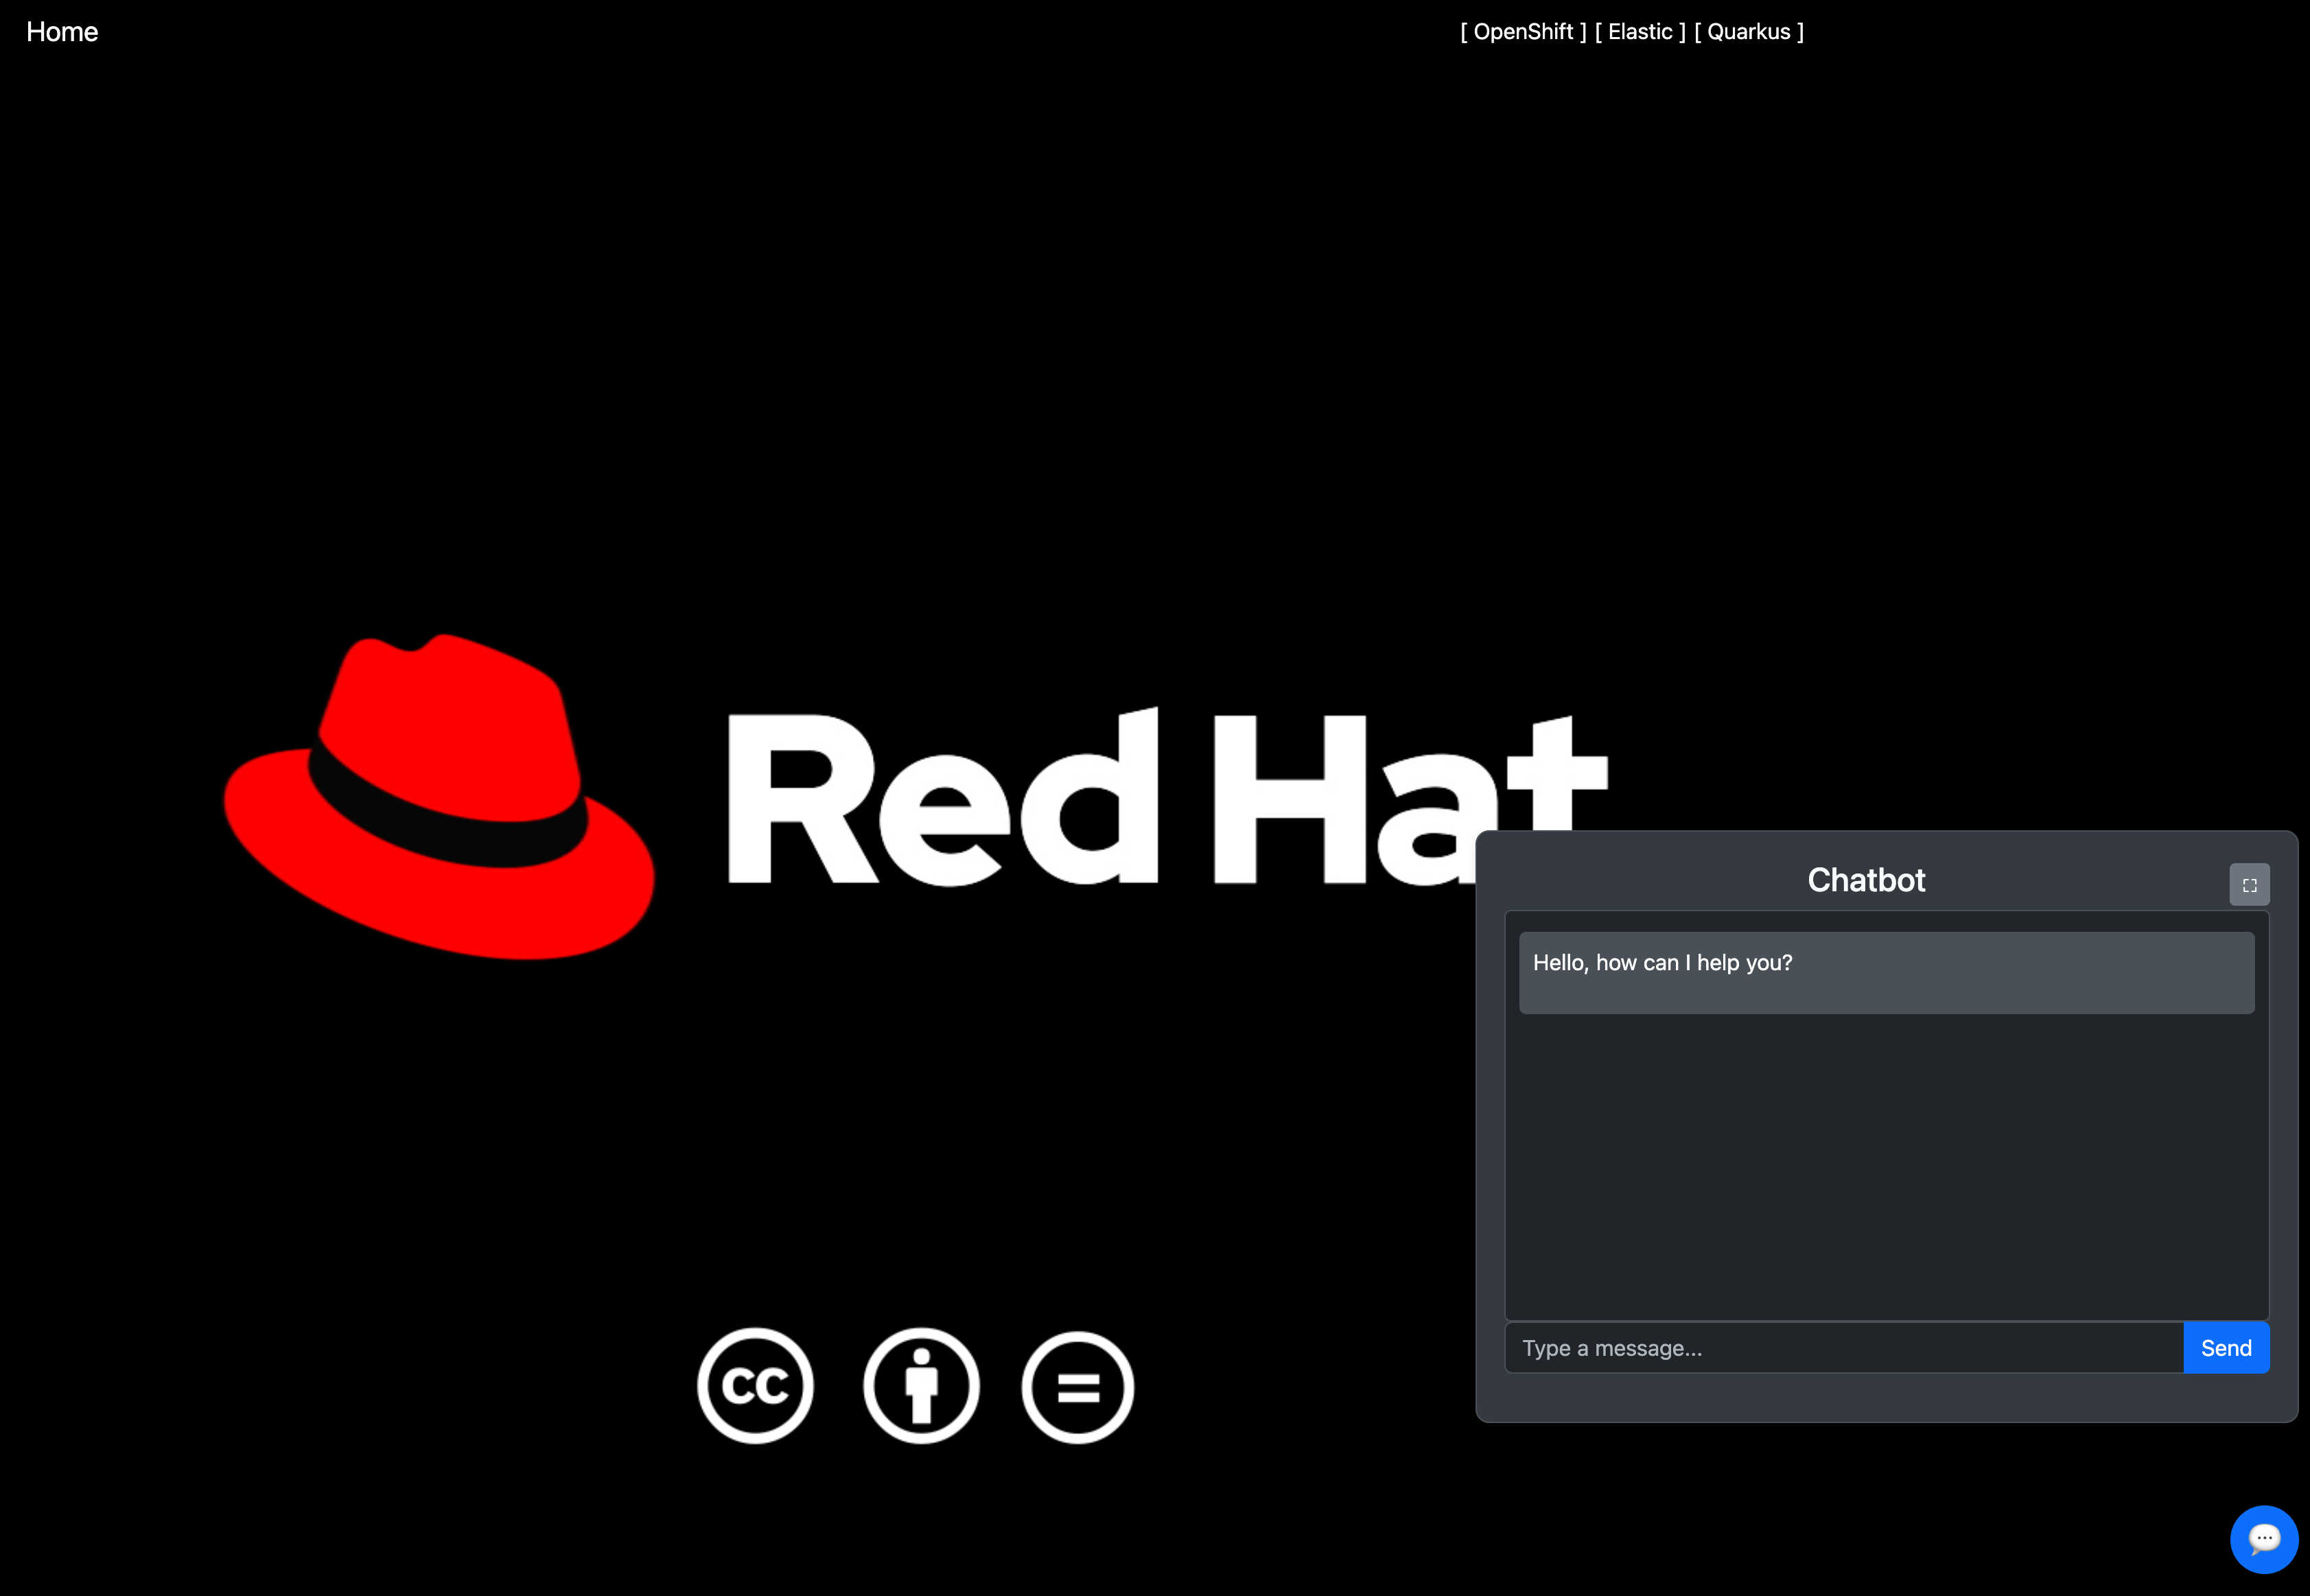 Home
[ OpenShift ] [ Elastic ] [ Quarkus ]
Red Hat
Chatbot
Hello, how can I help you?
Type a message...
Send
cc